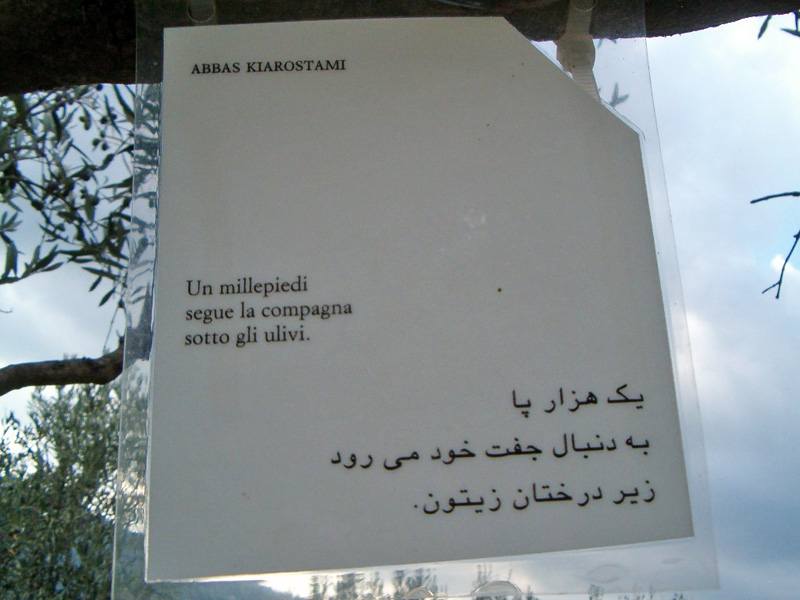 ABBAS KIAROSTAMI
Un millepiedi
segue la compagna
sotto gli ulivi.
یک هزار پا
به دنبال جفت خود می رود
زیر درختان زیتون.